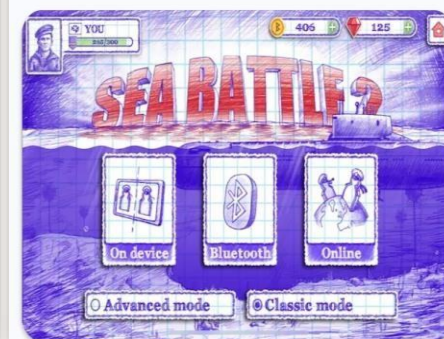 YOU
406
125
SEA BATTLE 2
On device
Bluetooth
Online
Advanced mode
Classic mode